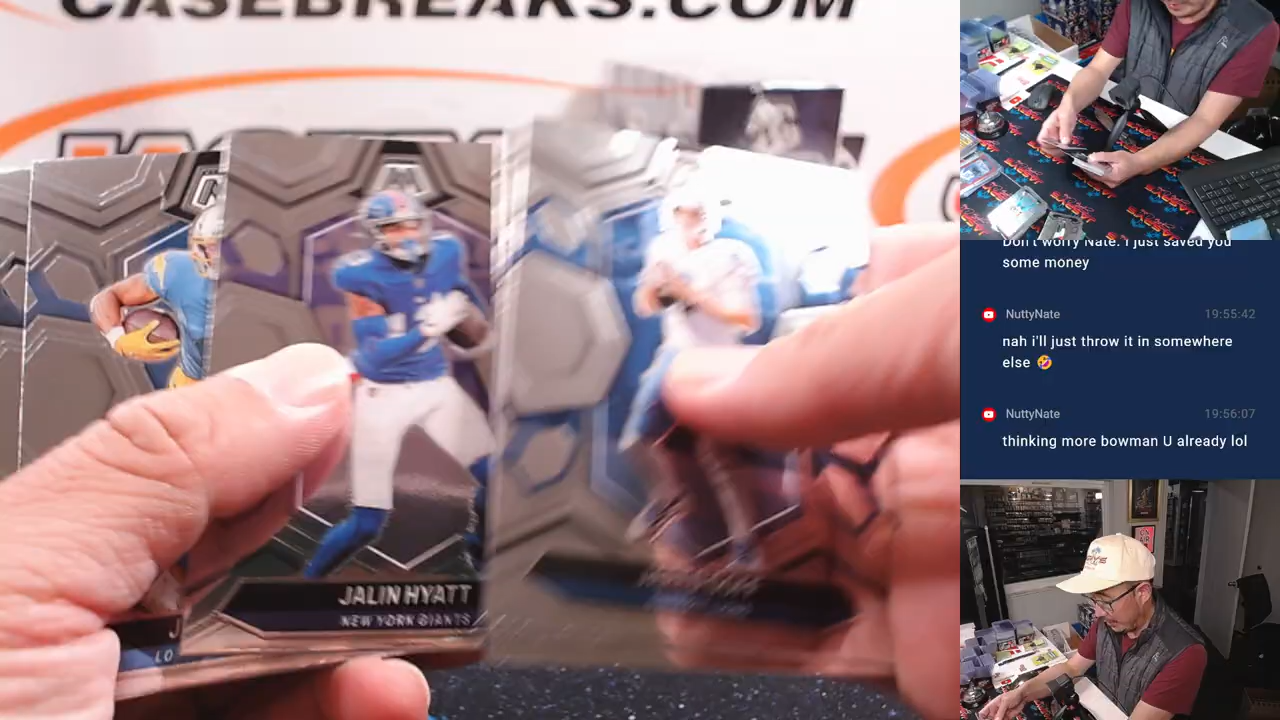 CASEBREAKS.COM
JALIN HYATT
NEW YORK GIANTS
J
LO
Don't worry Nate. I just saved you
some money
NuttyNate 19:55:42
nah i'll just throw it in somewhere
else 🤣
NuttyNate 19:56:07
thinking more bowman U already lol